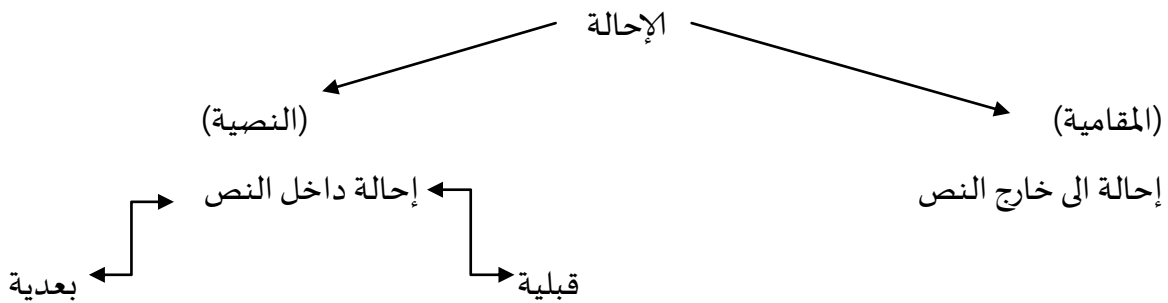 الإحالة
(المقامية) (النصية)
إحالة الى خارج النص إحالة داخل النص
قبلية بعدية